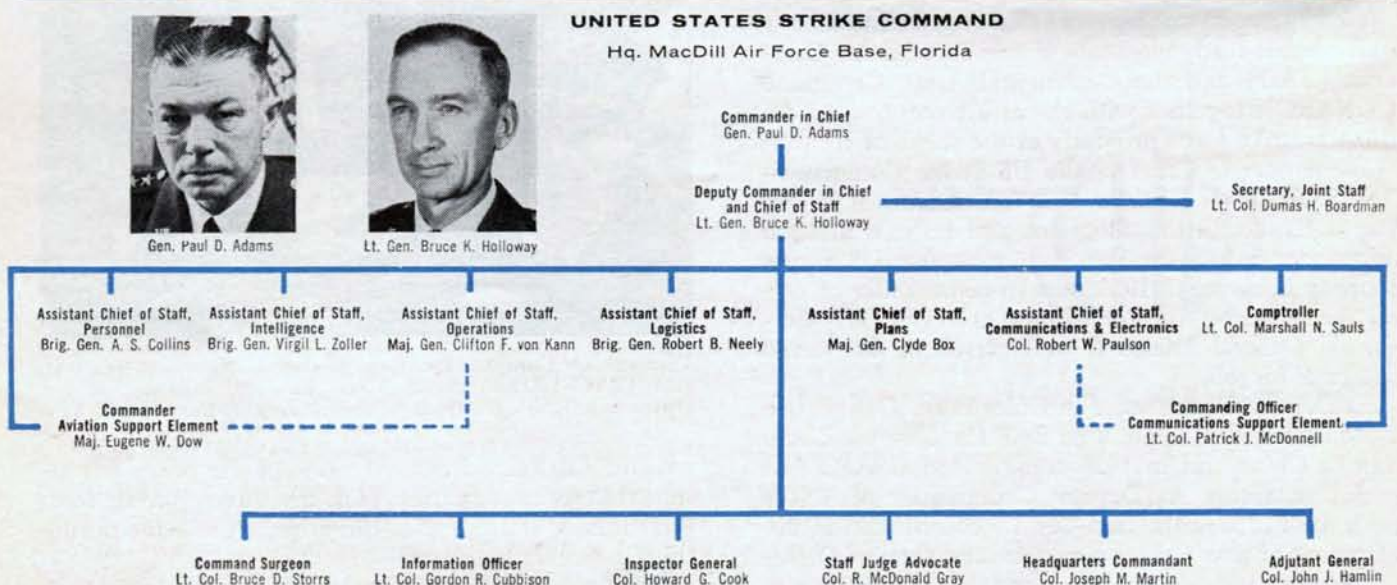 UNITED STATES STRIKE COMMAND
Hq. MacDill Air Force Base, Florida
Gen. Paul D. Adams
Lt. Gen. Bruce K. Holloway
Commander in Chief
Gen. Paul D. Adams
Deputy Commander in Chief
and Chief of Staff
Lt. Gen. Bruce K. Holloway
Secretary, Joint Staff
Lt. Col. Dumas H. Boardman
Assistant Chief of Staff,
Personnel
Brig. Gen. A. S. Collins
Assistant Chief of Staff,
Intelligence
Brig. Gen. Virgil L. Zoller
Assistant Chief of Staff,
Operations
Maj. Gen. Clifton F. von Kann
Assistant Chief of Staff,
Logistics
Brig. Gen. Robert B. Neely
Assistant Chief of Staff,
Plans
Maj. Gen. Clyde Box
Assistant Chief of Staff,
Communications & Electronics
Col. Robert W. Paulson
Comptroller
Lt. Col. Marshall N. Sauls
Commander
Aviation Support Element
Maj. Eugene W. Dow
Commanding Officer
Communications Support Element
Lt. Col. Patrick J. McDonnell
Command Surgeon
Lt. Col. Bruce D. Storrs
Information Officer
Lt. Col. Gordon R. Cubbison
Inspector General
Col. Howard G. Cook
Staff Judge Advocate
Col. R. McDonald Gray
Headquarters Commandant
Col. Joseph M. Martin
Adjutant General
Col. John J. Hamlin